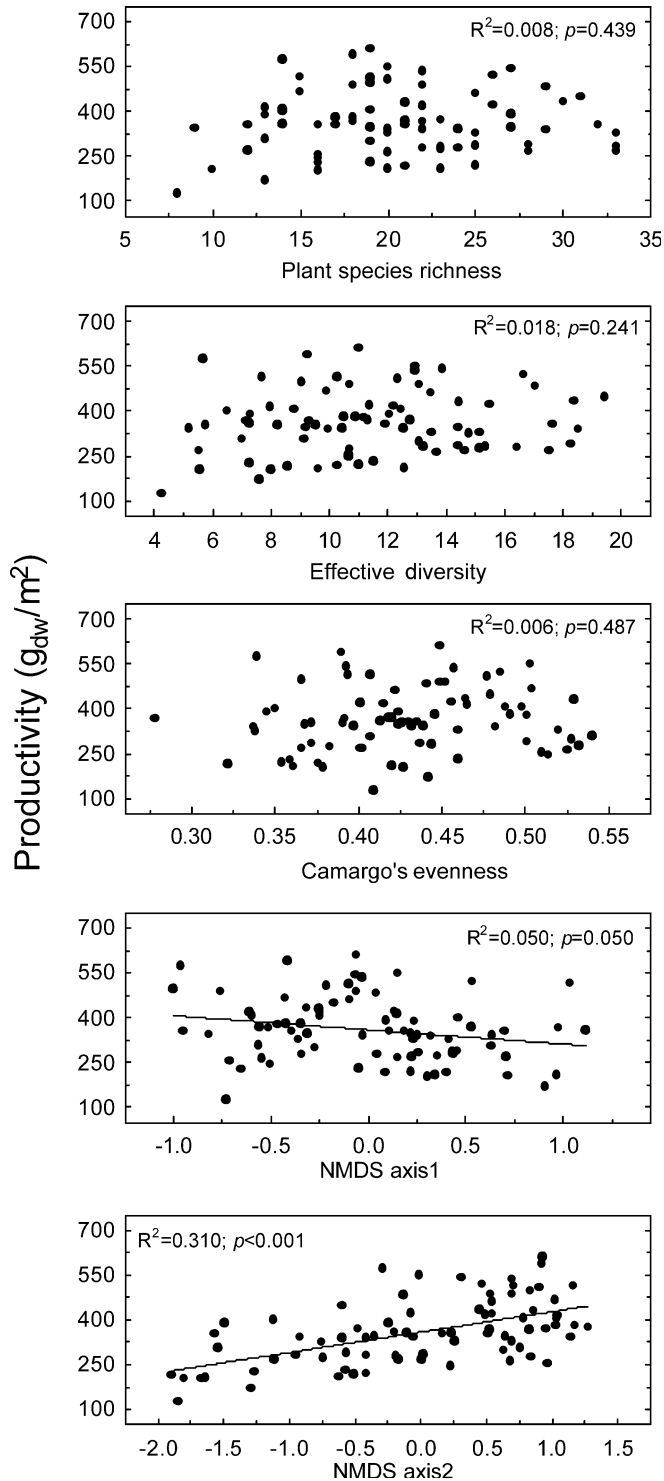 Productivity (g_dw/m²)
700
550
400
250
100
R²=0.008; p=0.439
5 10 15 20 25 30 35
Plant species richness
700
550
400
250
100
R²=0.018; p=0.241
4 6 8 10 12 14 16 18 20
Effective diversity
700
550
400
250
100
R²=0.006; p=0.487
0.30 0.35 0.40 0.45 0.50 0.55
Camargo's evenness
700
550
400
250
100
R²=0.050; p=0.050
-1.0 -0.5 0.0 0.5 1.0
NMDS axis1
700
550
400
250
100
R²=0.310; p<0.001
-2.0 -1.5 -1.0 -0.5 0.0 0.5 1.0 1.5
NMDS axis2